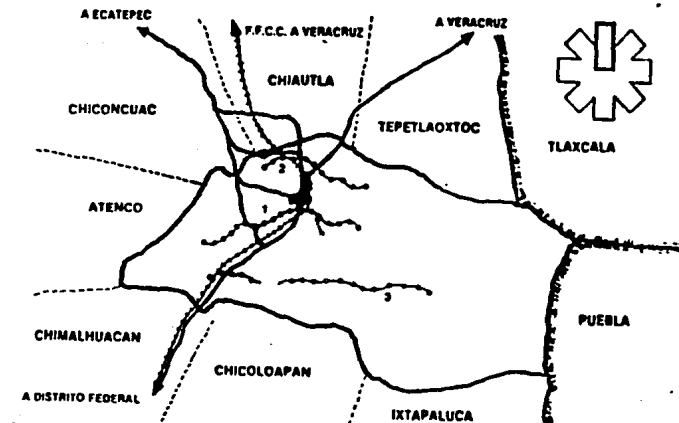 A ECATEPEC
F.F.C.C. A VERACRUZ
A VERACRUZ
CHIAUTLA
CHICONCUAC
TEPETLAOXTOC
TLAXCALA
2
ATENCO
1
3
PUEBLA
CHIMALHUACAN
CHICOLOAPAN
A DISTRITO FEDERAL
IXTAPALUCA